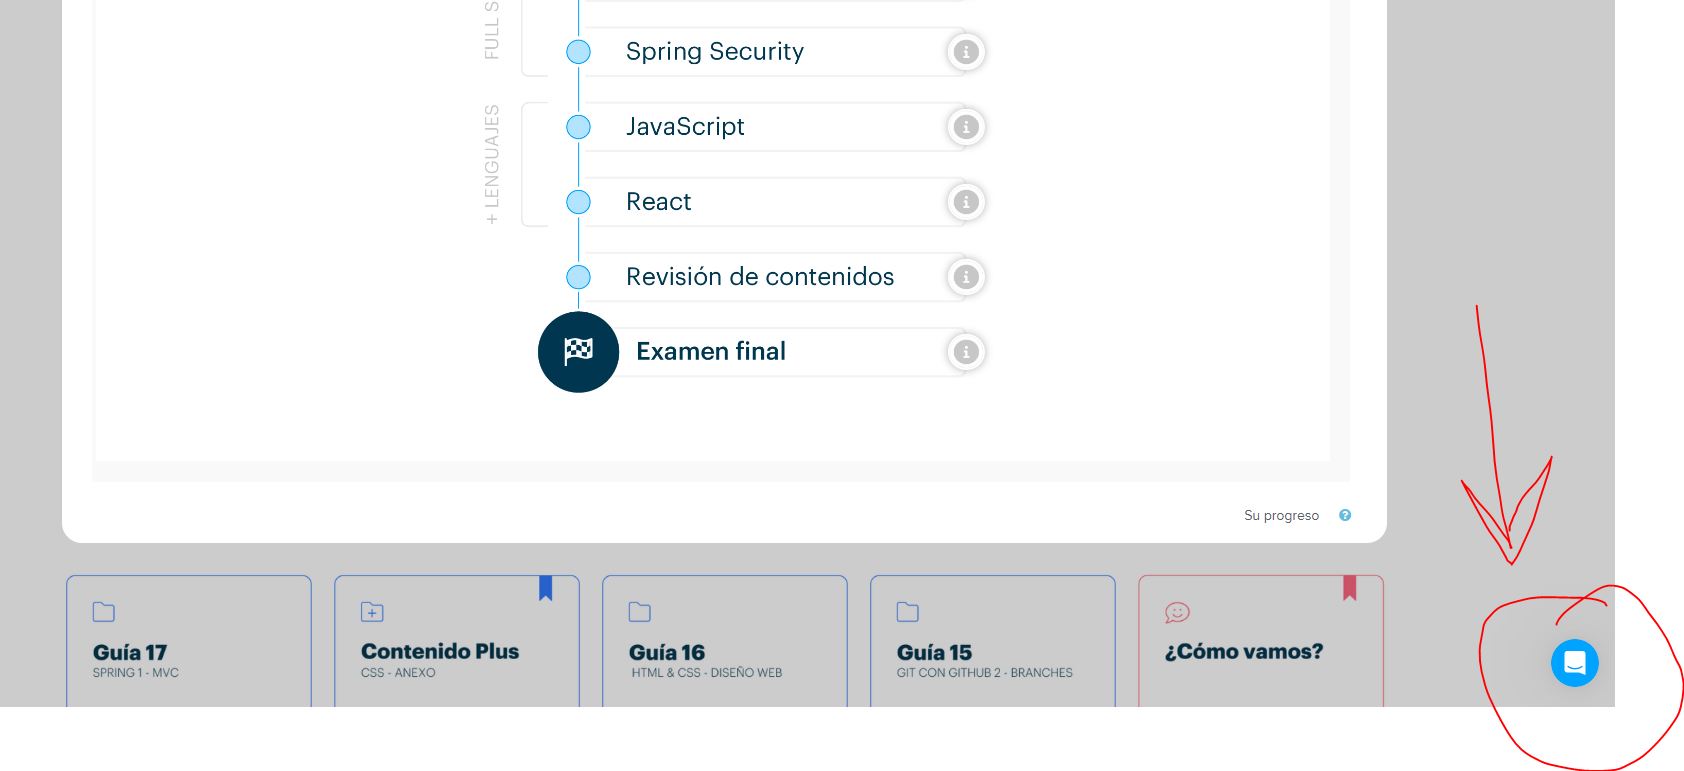 FULL S
Spring Security
+ LENGUAJES
JavaScript
React
Revisión de contenidos
Examen final
Su progreso
Guía 17
SPRING 1 - MVC
Contenido Plus
CSS - ANEXO
Guía 16
HTML & CSS - DISEÑO WEB
Guía 15
GIT CON GITHUB 2 - BRANCHES
¿Cómo vamos?